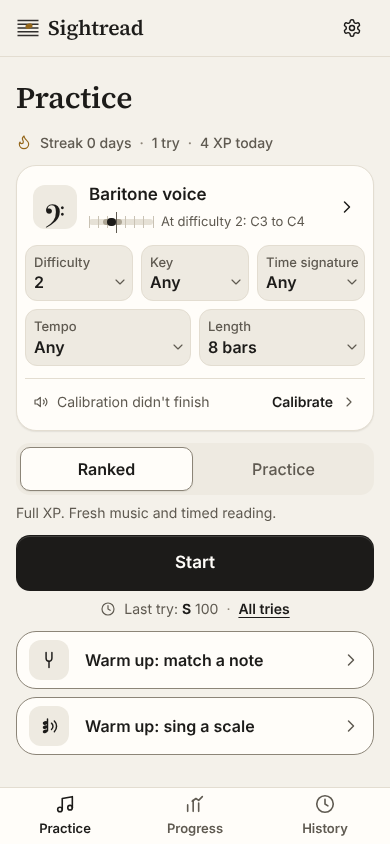 Sightread
Practice
Streak 0 days · 1 try · 4 XP today
Baritone voice
At difficulty 2: C3 to C4
Difficulty
2
Key
Any
Time signature
Any
Tempo
Any
Length
8 bars
Calibration didn't finish
Calibrate
Ranked
Practice
Full XP. Fresh music and timed reading.
Start
Last try: S 100 · All tries
Warm up: match a note
Warm up: sing a scale
Practice
Progress
History